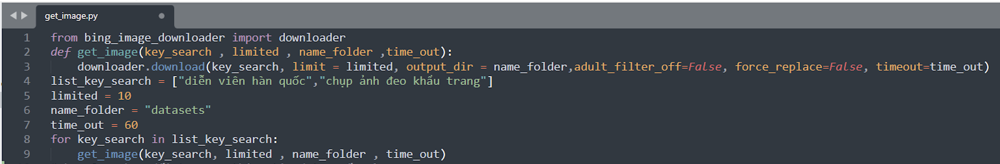 get_image.py
1 from bing_image_downloader import downloader
2 def get_image(key_search , limited , name_folder ,time_out):
3 downloader.download(key_search, limit = limited, output_dir = name_folder,adult_filter_off=False, force_replace=False, timeout=time_out)
4 list_key_search = ["diễn viên hàn quốc","chụp ảnh đeo khẩu trang"]
5 limited = 10
6 name_folder = "datasets"
7 time_out = 60
8 for key_search in list_key_search:
9 get_image(key_search, limited , name_folder , time_out)